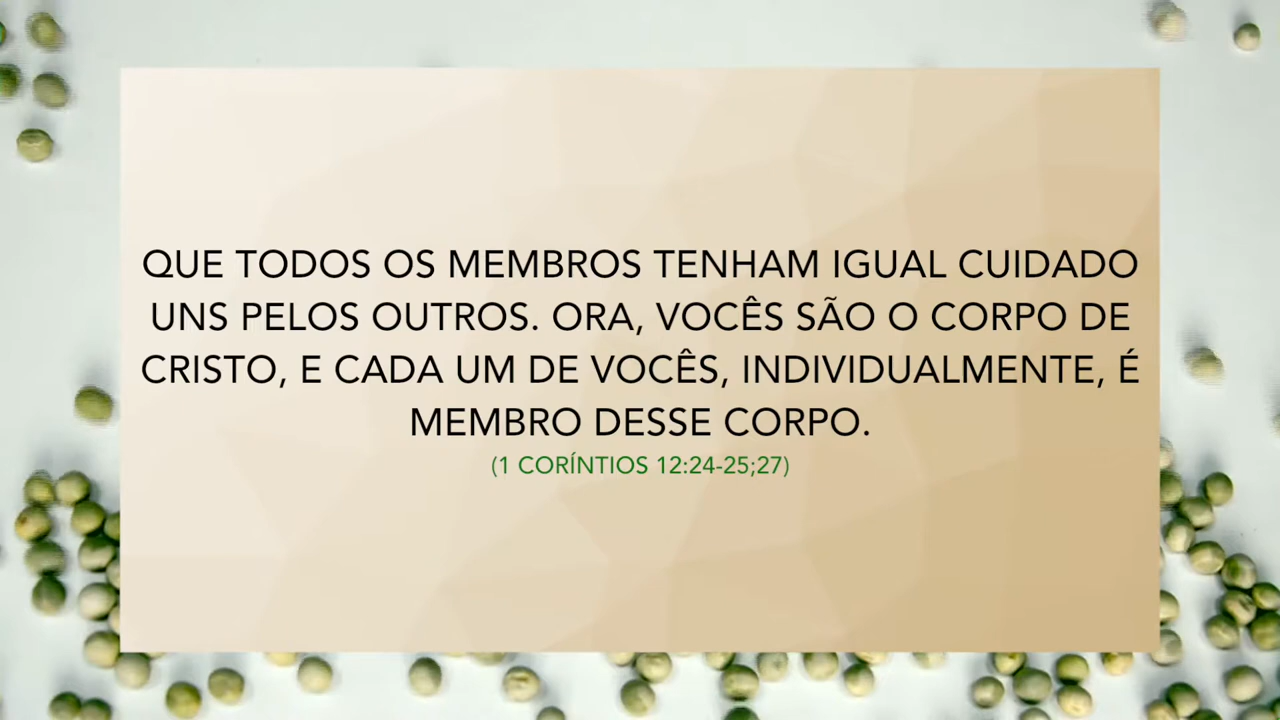 QUE TODOS OS MEMBROS TENHAM IGUAL CUIDADO
UNS PELOS OUTROS. ORA, VOCÊS SÃO O CORPO DE
CRISTO, E CADA UM DE VOCÊS, INDIVIDUALMENTE, É
MEMBRO DESSE CORPO.
(1 CORÍNTIOS 12:24-25;27)